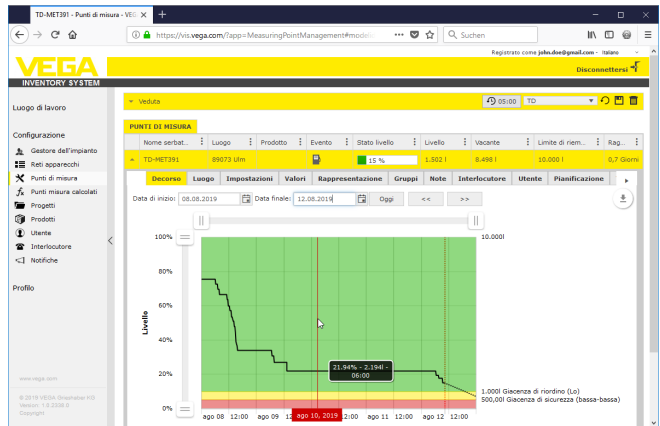 TD-MET391 - Punti di misura - VEG
https://vis.vega.com/?app=MeasuringPointManagement#model
Suchen
Registrato come john.doe@gmail.com - Italiano
VEGA
Disconnettersi
INVENTORY SYSTEM
Luogo di lavoro
Configurazione
Gestore dell'impianto
Reti apparecchi
Punti di misura
Punti misura calcolati
Progetti
Prodotti
Utente
Interlocutore
Notifiche
Profilo
www.vega.com
© 2019 VEGA Grieshaber KG
Copyright
Veduta
05:00
TD
PUNTI DI MISURA
Nome serbat... Luogo Prodotto Evento Stato livello Livello Vacante Limite di riem... Rag...
TD-MET391 89073 Ulm 15 % 1.502 l 8.498 l 10.000 l 0,7 Giorni
Decorso Luogo Impostazioni Valori Rappresentazione Gruppi Note Interlocutore Utente Pianificazione
Data di inizio: 08.08.2019 Data finale: 12.08.2019 Oggi << >>
100% 10.000l
80%
60%
Livello
40%
21.94% - 2.194l -
06:00
20%
1.000l Giacenza di riordino (Lo)
500,00l Giacenza di sicurezza (bassa-bassa)
0%
ago 08 12:00 ago 09 12 ago 10, 2019 2:00 ago 11 12:00 ago 12 12:00